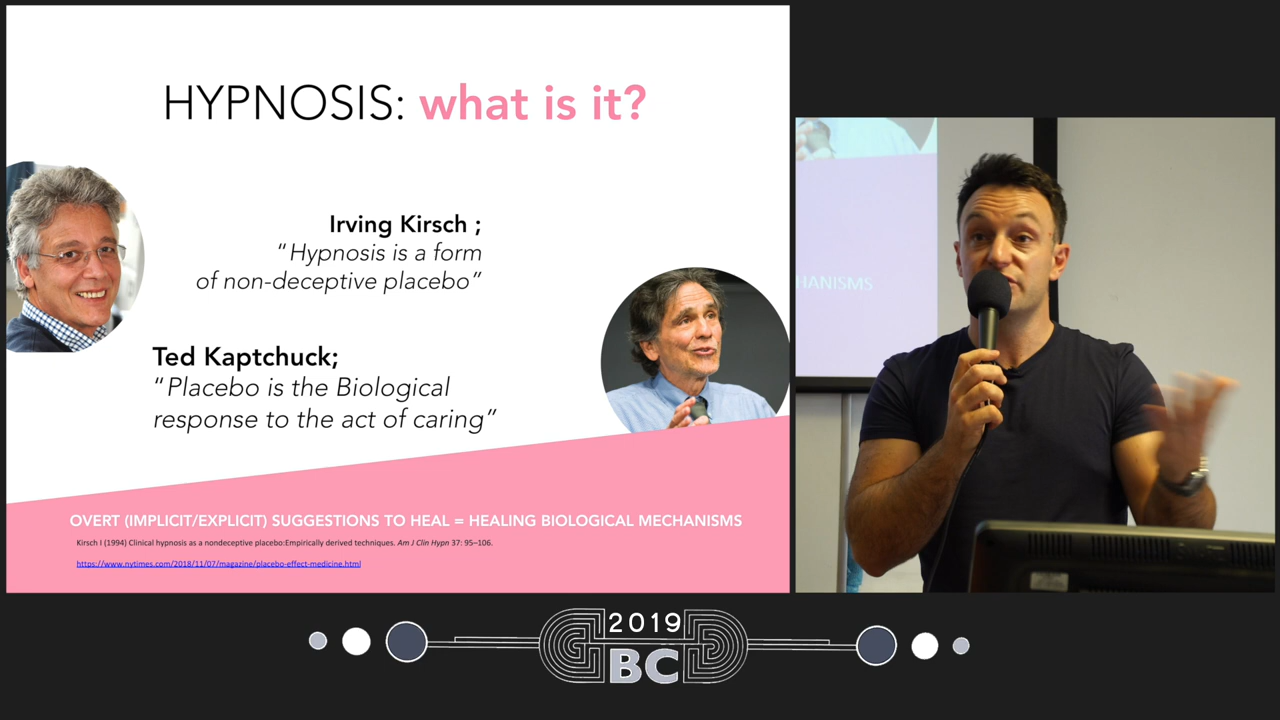 HYPNOSIS: what is it?
Irving Kirsch ;
“Hypnosis is a form
of non-deceptive placebo”
Ted Kaptchuck;
“Placebo is the Biological
response to the act of caring”
OVERT (IMPLICIT/EXPLICIT) SUGGESTIONS TO HEAL = HEALING BIOLOGICAL MECHANISMS
Kirsch I (1994) Clinical hypnosis as a nondeceptive placebo:Empirically derived techniques. Am J Clin Hypn 37: 95–106.
https://www.nytimes.com/2018/11/07/magazine/placebo-effect-medicine.html
HANISMS
2019
BC